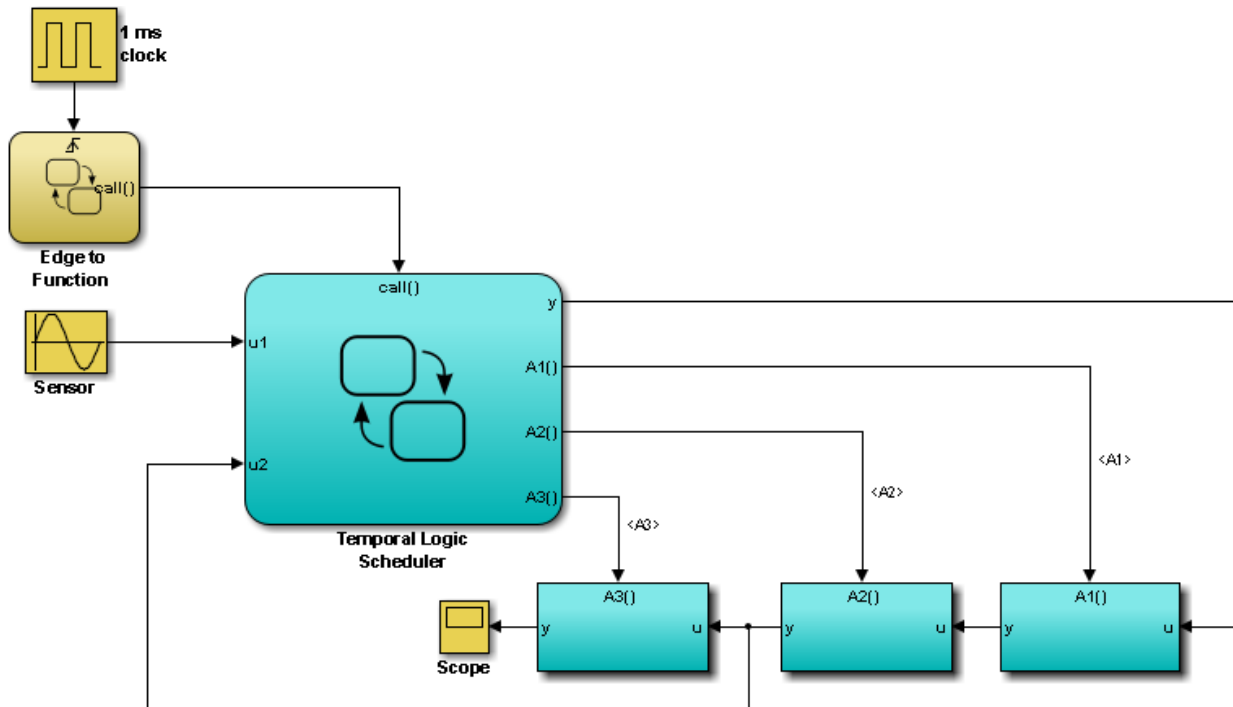 1 ms
clock
call()
Edge to
Function
call()
y
u1
Sensor
A1()
A2()
u2
<A1>
<A2>
A3()
<A3>
Temporal Logic
Scheduler
A3()
A2()
A1()
y
u
y
u
y
u
Scope